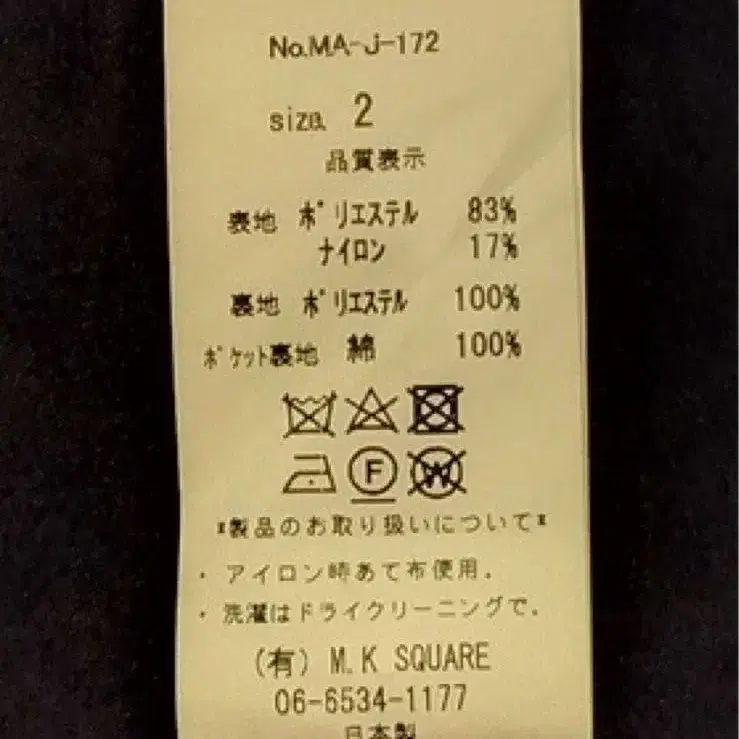 No.MA-J-172
size. 2
品質表示
表地 ポリエステル 83%
ナイロン 17%
裏地 ポリエステル 100%
ポケット裏地 綿 100%
F W
*製品のお取り扱いについて*
・アイロン時あて布使用.
・洗濯はドライクリーニングで.
(有) M.K SQUARE
06-6534-1177
日本製